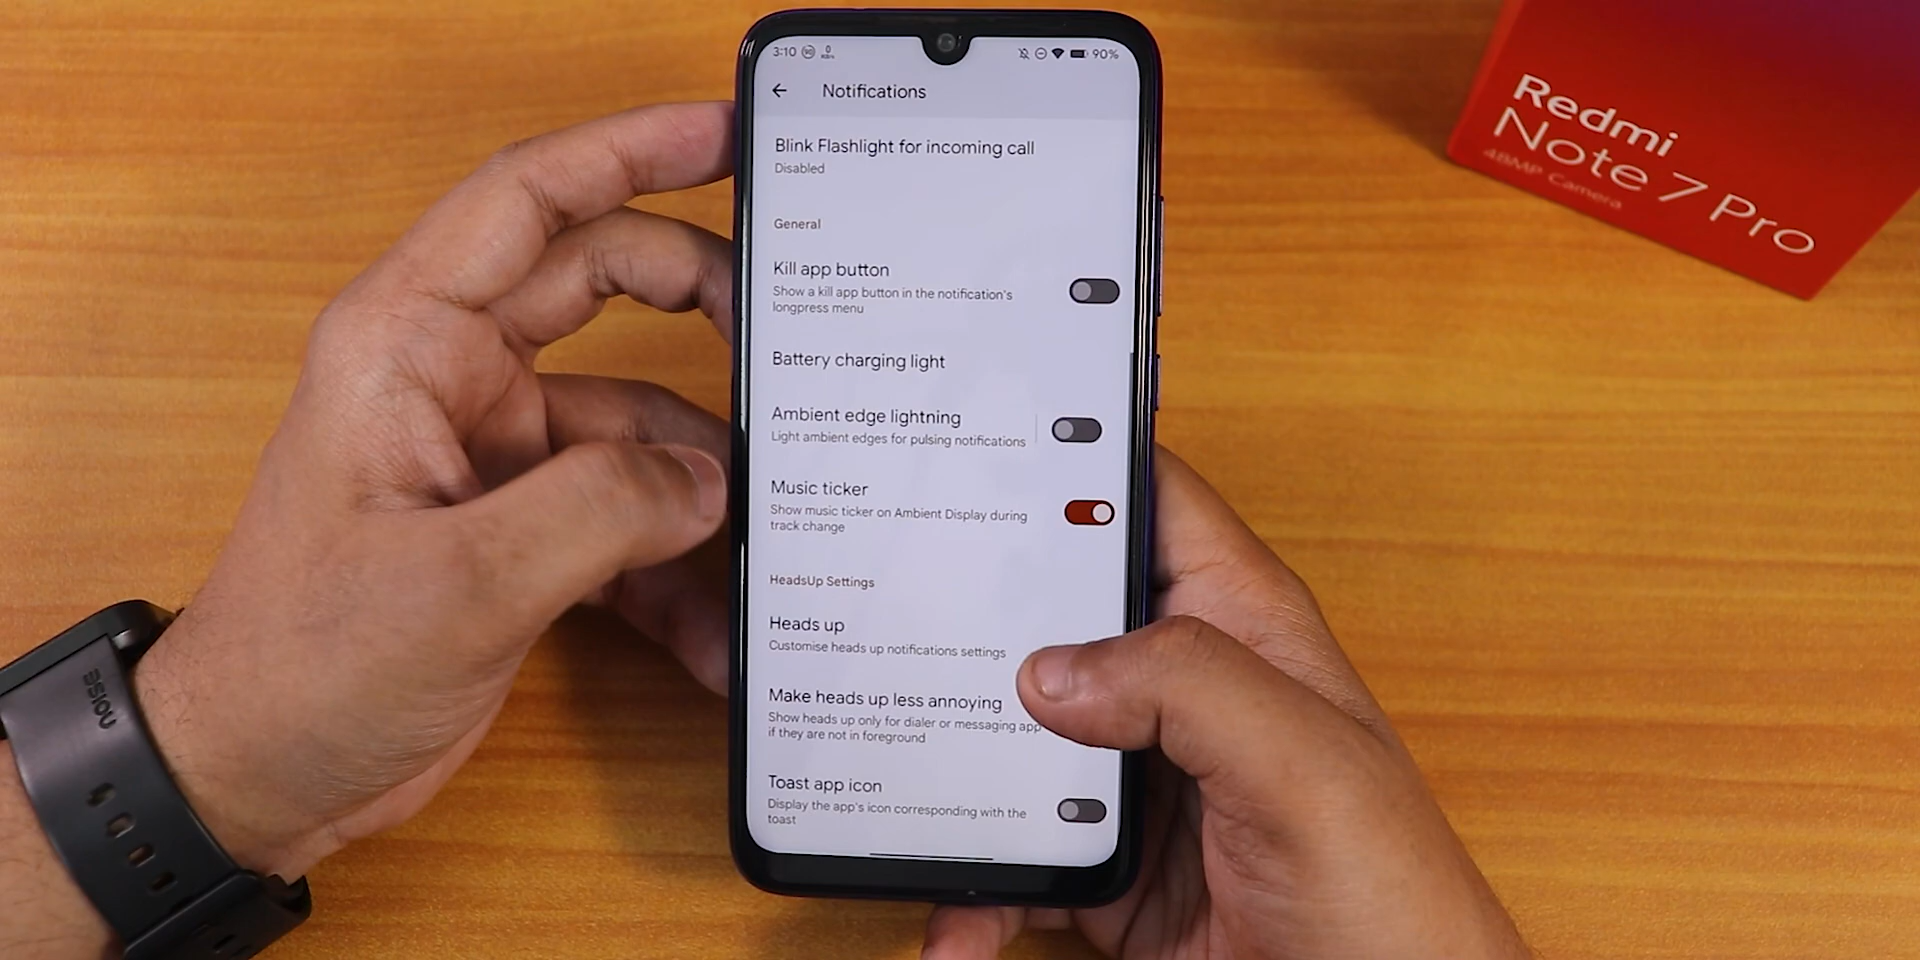 3:10
90%
Notifications
Blink Flashlight for incoming call
Disabled
General
Kill app button
Show a kill app button in the notification's
longpress menu
Battery charging light
Ambient edge lightning
Light ambient edges for pulsing notifications
Music ticker
Show music ticker on Ambient Display during
track change
HeadsUp Settings
Heads up
Customise heads up notifications settings
Make heads up less annoying
Show heads up only for dialer or messaging app
if they are not in foreground
Toast app icon
Display the app's icon corresponding with the
toast
Redmi
Note 7 Pro
48MP Camera
noise